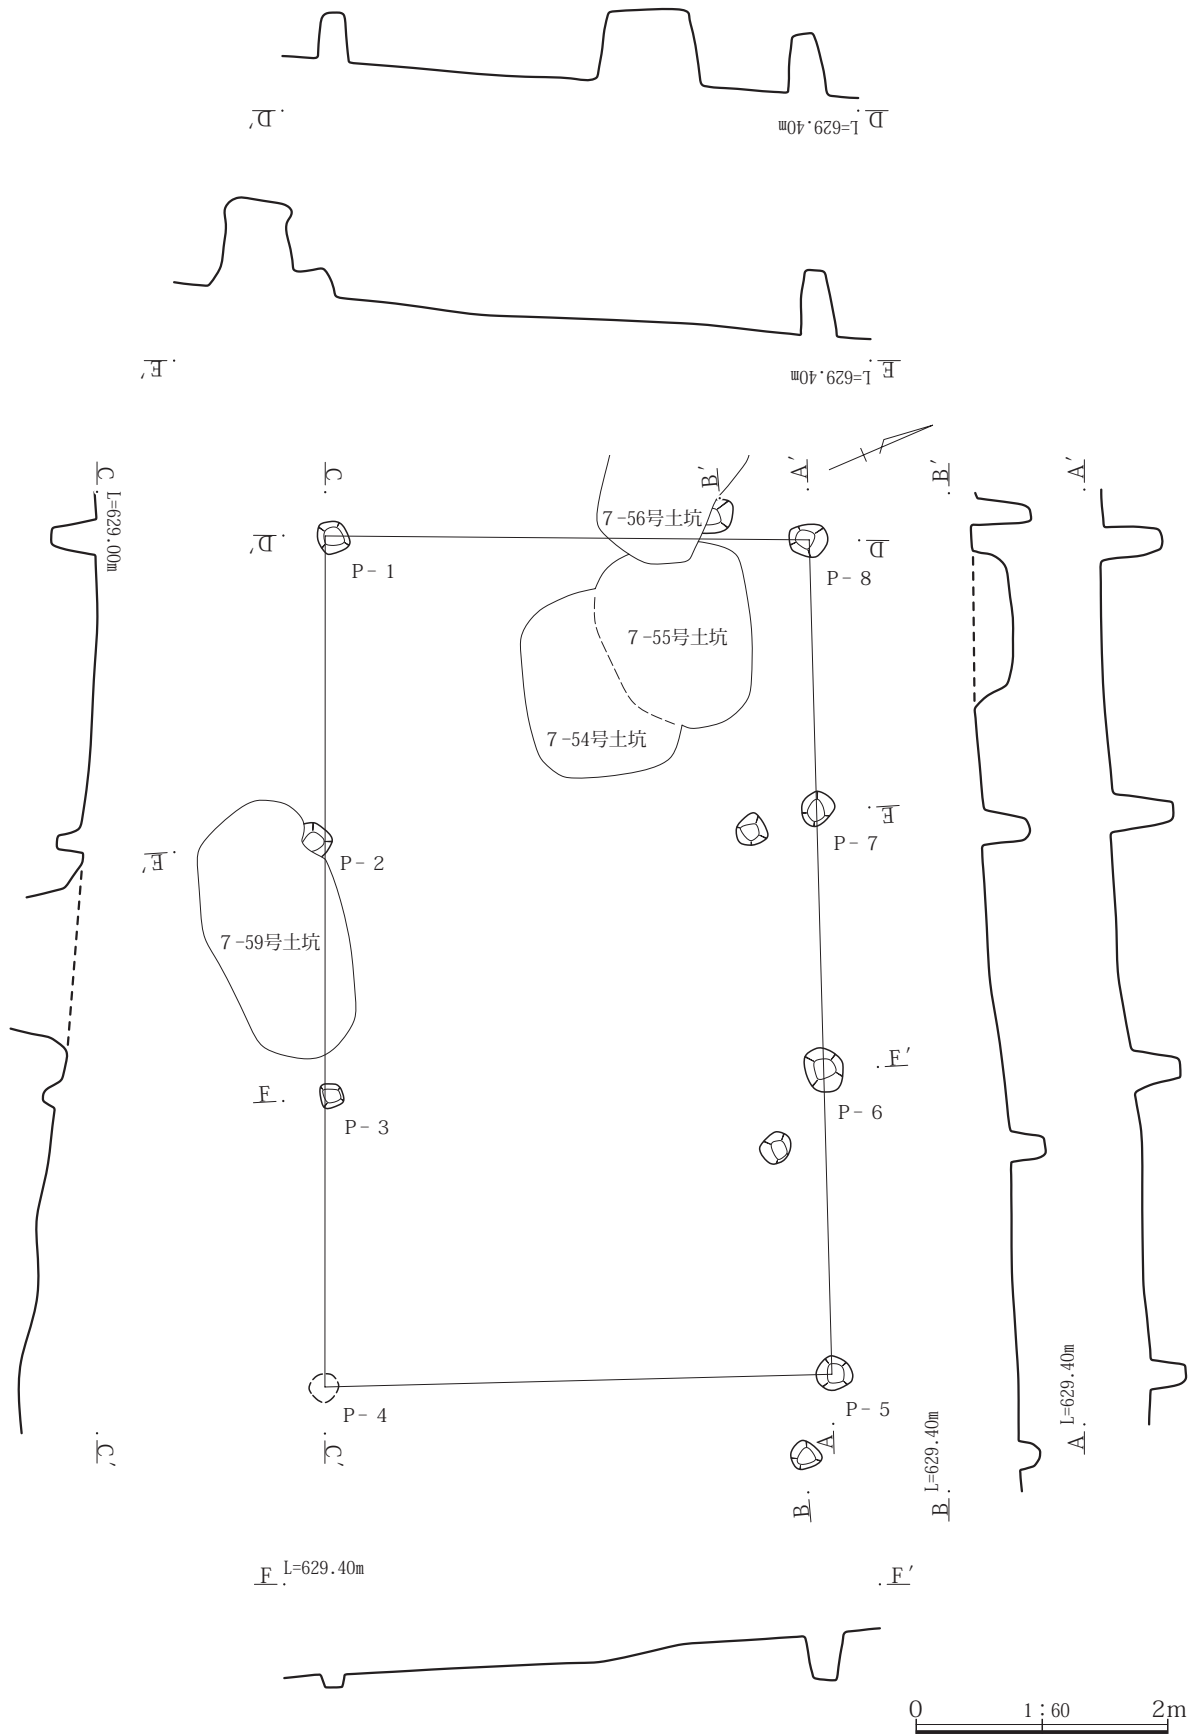 D′
D
L=629.40m
E′
E
L=629.40m
C
L=629.00m
C
B′
A′
B′
A′
7-56号土坑
D′
D
P-1
P-8
7-55号土坑
7-54号土坑
E
P-7
E′
P-2
7-59号土坑
F
F′
P-3
P-6
P-4
P-5
C′
C′
A
B
L=629.40m
A
L=629.40m
B
F
L=629.40m
F′
0
1:60
2m